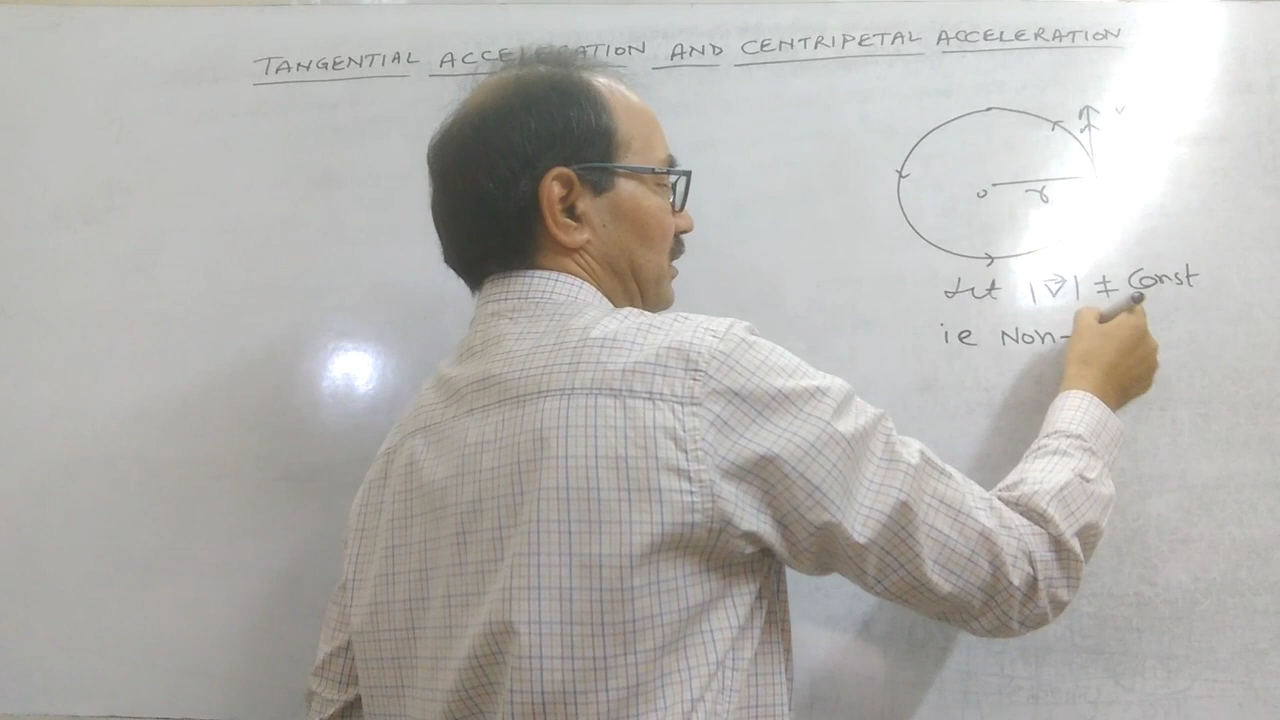 TANGENTIAL ACCELERATION AND CENTRIPETAL ACCELERATION
v
o r
Let |v⃗| ≠ Const
ie Non-